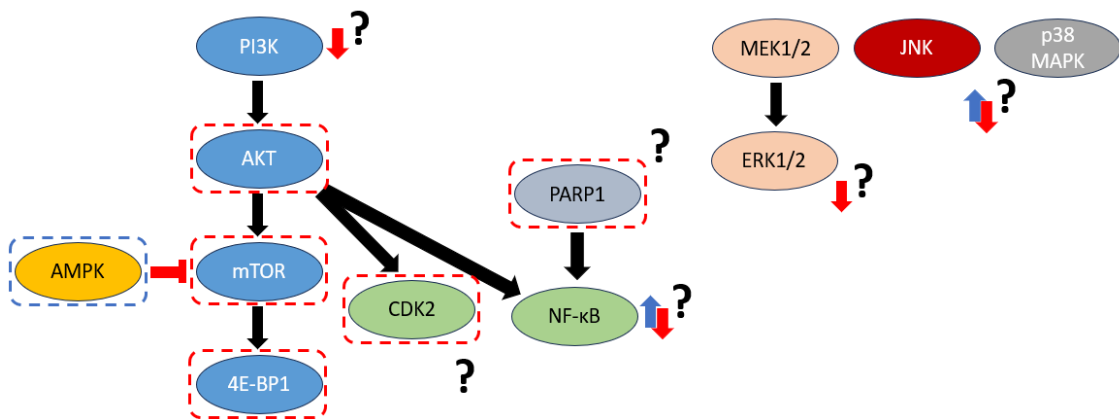 PI3K
?
MEK1/2
JNK
p38
MAPK
?
AKT
?
ERK1/2
?
PARP1
AMPK
mTOR
CDK2
NF-κB
?
?
4E-BP1